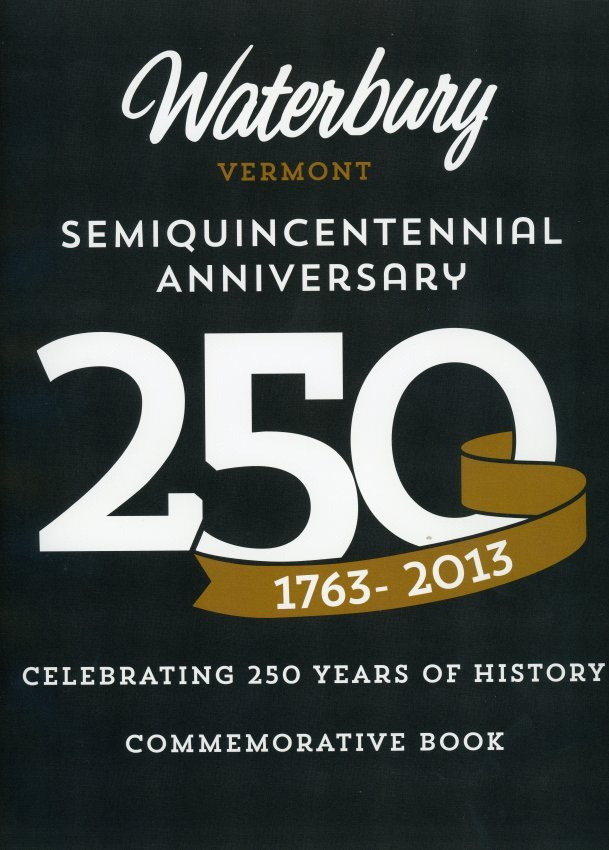 Waterbury
VERMONT
SEMIQUINCENTENNIAL
ANNIVERSARY
250
1763- 2013
CELEBRATING 250 YEARS OF HISTORY
COMMEMORATIVE BOOK